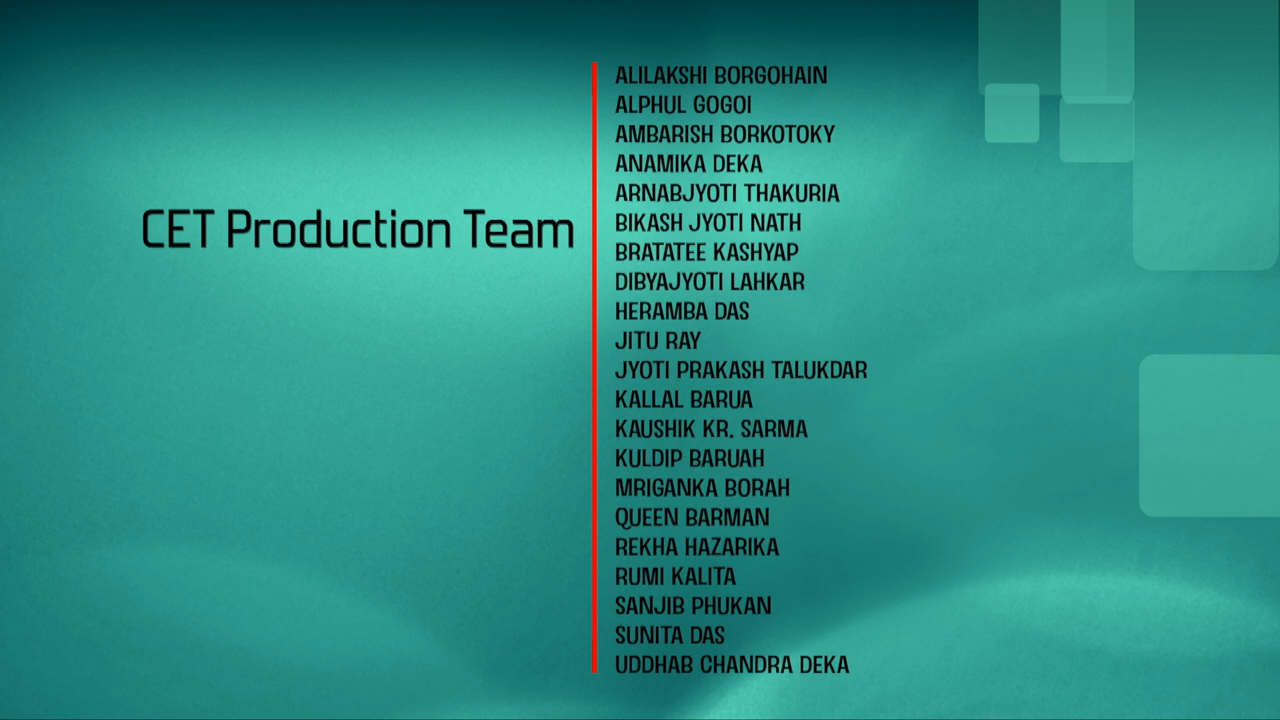 CET Production Team
ALILAKSHI BORGOHAIN
ALPHUL GOGOI
AMBARISH BORKOTOKY
ANAMIKA DEKA
ARNABJYOTI THAKURIA
BIKASH JYOTI NATH
BRATATEE KASHYAP
DIBYAJYOTI LAHKAR
HERAMBA DAS
JITU RAY
JYOTI PRAKASH TALUKDAR
KALLAL BARUA
KAUSHIK KR. SARMA
KULDIP BARUAH
MRIGANKA BORAH
QUEEN BARMAN
REKHA HAZARIKA
RUMI KALITA
SANJIB PHUKAN
SUNITA DAS
UDDHAB CHANDRA DEKA